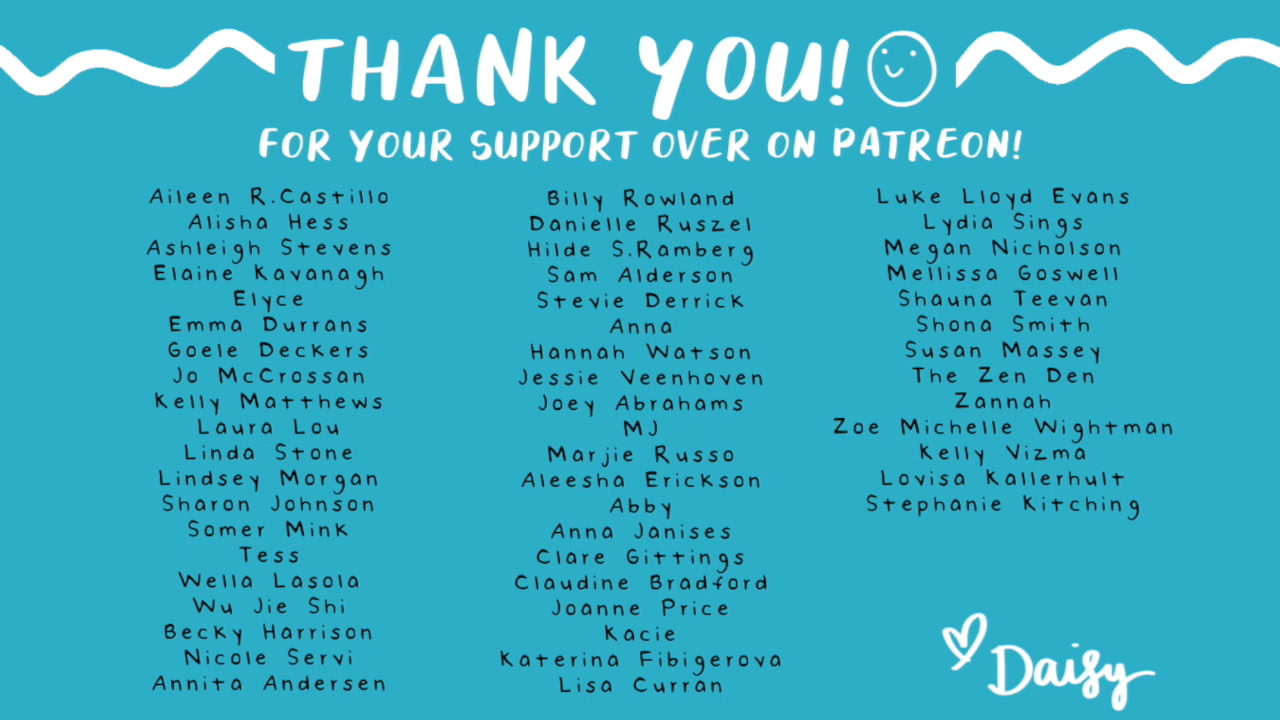 THANK YOU!
FOR YOUR SUPPORT OVER ON PATREON!
Aileen R.Castillo
Alisha Hess
Ashleigh Stevens
Elaine Kavanagh
Elyce
Emma Durrans
Goele Deckers
Jo McCrossan
Kelly Matthews
Laura Lou
Linda Stone
Lindsey Morgan
Sharon Johnson
Somer Mink
Tess
Wella Lasola
Wu Jie Shi
Becky Harrison
Nicole Servi
Annita Andersen
Billy Rowland
Danielle Ruszel
Hilde S.Ramberg
Sam Alderson
Stevie Derrick
Anna
Hannah Watson
Jessie Veenhoven
Joey Abrahams
MJ
Marjie Russo
Aleesha Erickson
Abby
Anna Janises
Clare Gittings
Claudine Bradford
Joanne Price
Kacie
Katerina Fibigerova
Lisa Curran
Luke Lloyd Evans
Lydia Sings
Megan Nicholson
Mellissa Goswell
Shauna Teevan
Shona Smith
Susan Massey
The Zen Den
Zannah
Zoe Michelle Wightman
Kelly Vizma
Lovisa Kallerhult
Stephanie Kitching
Daisy